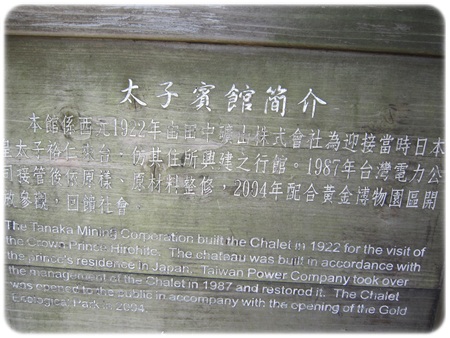 太子賓館簡介
本館係西元1922年由田中礦山株式會社為迎接當時日本
皇太子裕仁來台，仿其住所興建之行館。1987年台灣電力公
司接管後依原樣、原材料整修，2094年配合黃金博物園區開
放參觀，回饋社會
The Tanaka Mining Corporation built the Chalet in 1922 for the visit of
the Crown Prince Hirohito. The chateau was built in accordance with
the prince's residence in Japan. Taiwan Power Company took over
the management of the Chalet in 1987 and restored it. The Chalet
was opened to the public in accompany with the opening of the Gold
Ecological Park in 2094.